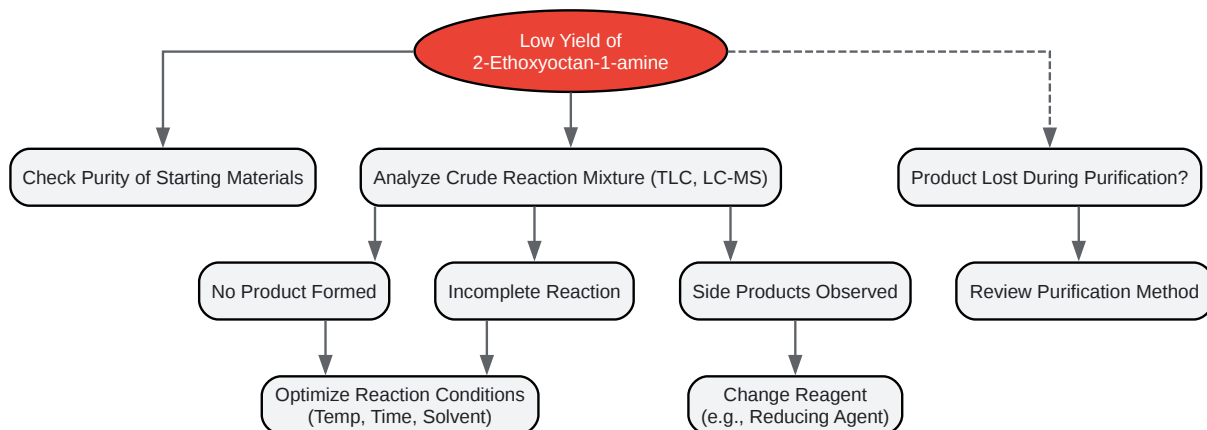 Low Yield of
2-Ethoxyoctan-1-amine
Check Purity of Starting Materials
Analyze Crude Reaction Mixture (TLC, LC-MS)
Product Lost During Purification?
No Product Formed
Incomplete Reaction
Side Products Observed
Review Purification Method
Optimize Reaction Conditions
(Temp, Time, Solvent)
Change Reagent
(e.g., Reducing Agent)